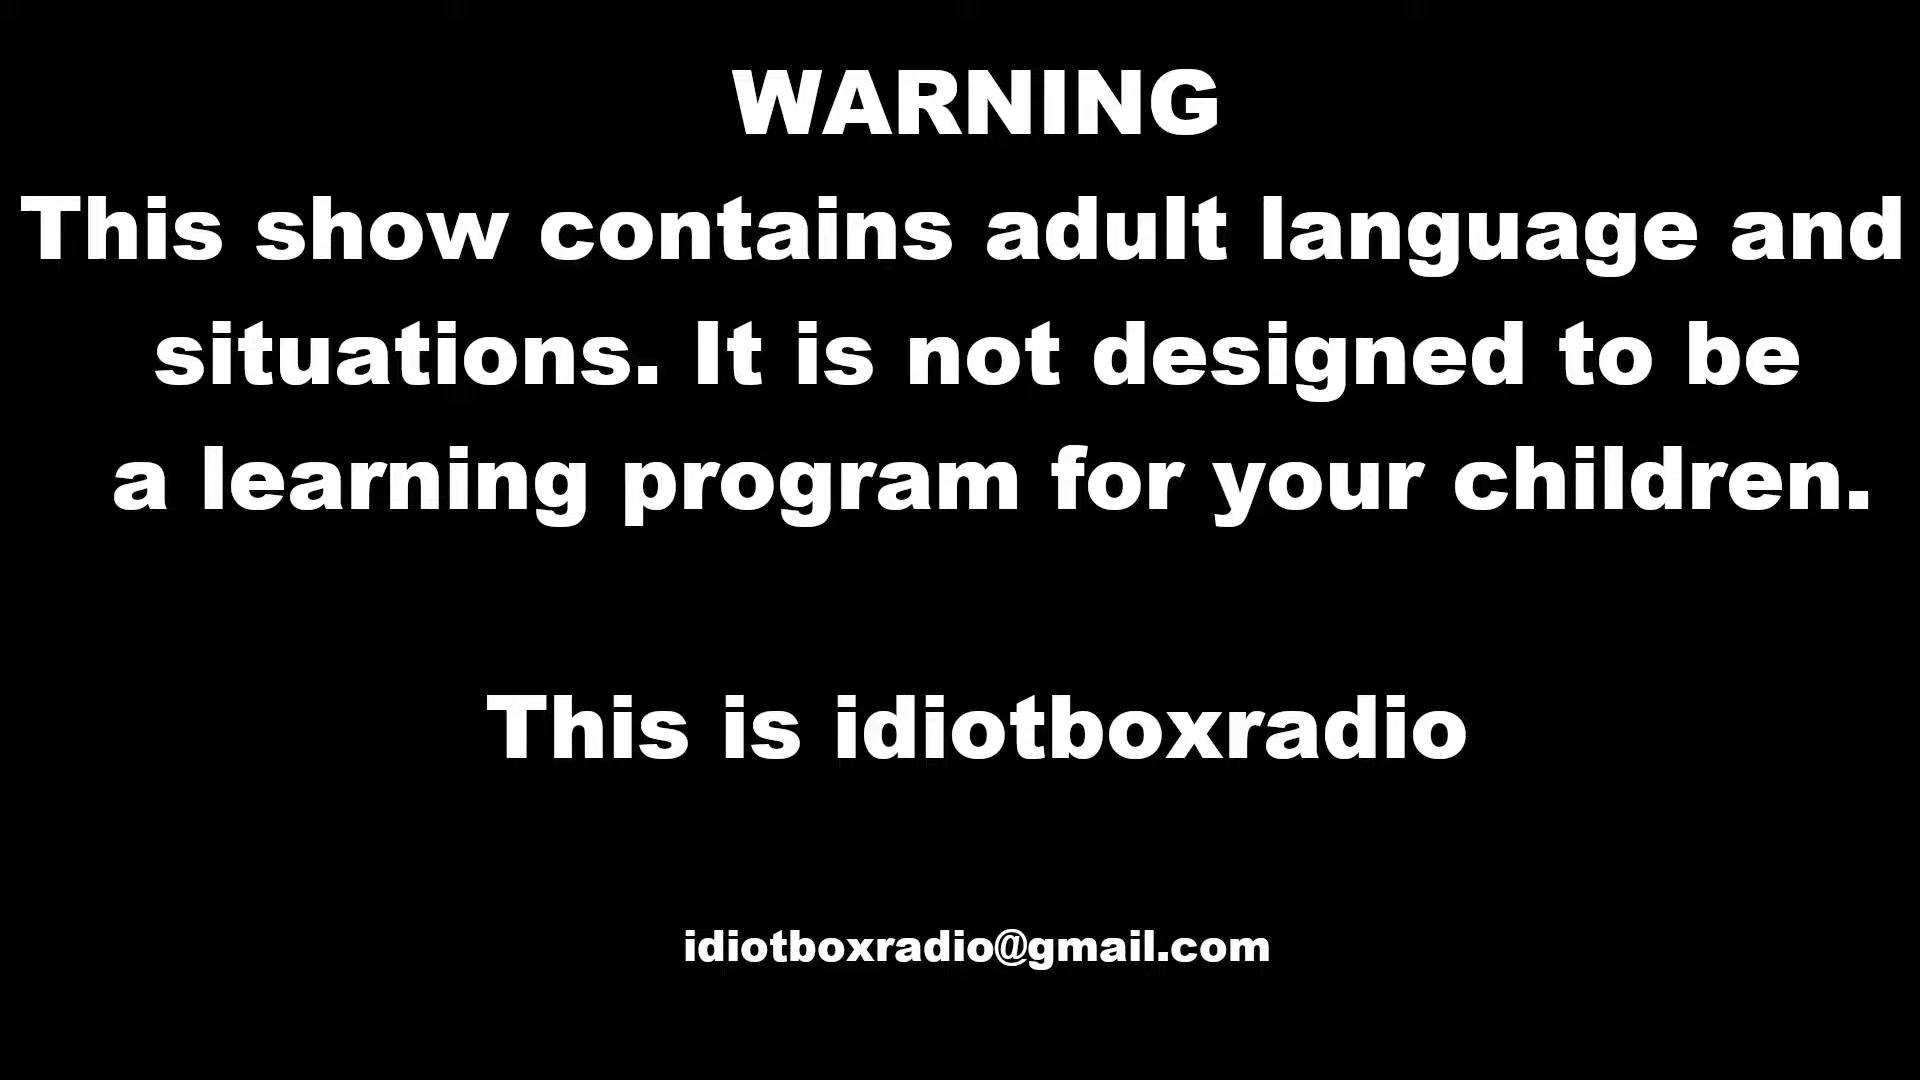 WARNING
This show contains adult language and
situations. It is not designed to be
a learning program for your children.
This is idiotboxradio
idiotboxradio@gmail.com